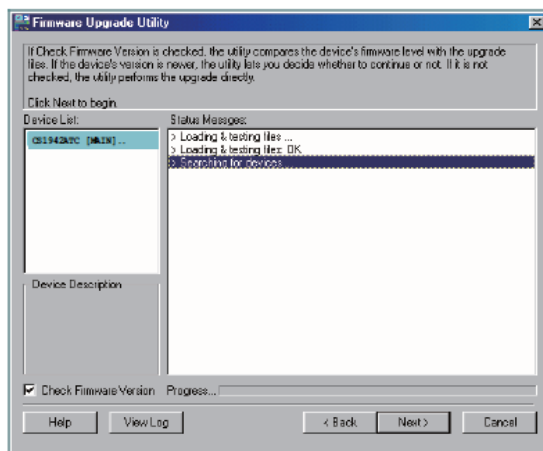 Firmware Upgrade Utility
If Check Firmware Version is checked, the utility compares the device's firmware level with the upgrade
files. If the device's version is newer, the utility lets you decide whether to continue or not. If it is not
checked, the utility performs the upgrade directly.
Click Next to begin.
Device List:
Status Messages:
CS1942ATC [MAIN]...
> Loading & testing files ...
> Loading & testing files: OK
> Searching for devices...
Device Description
Check Firmware Version
Progress...
Help
View Log
< Back
Next >
Cancel